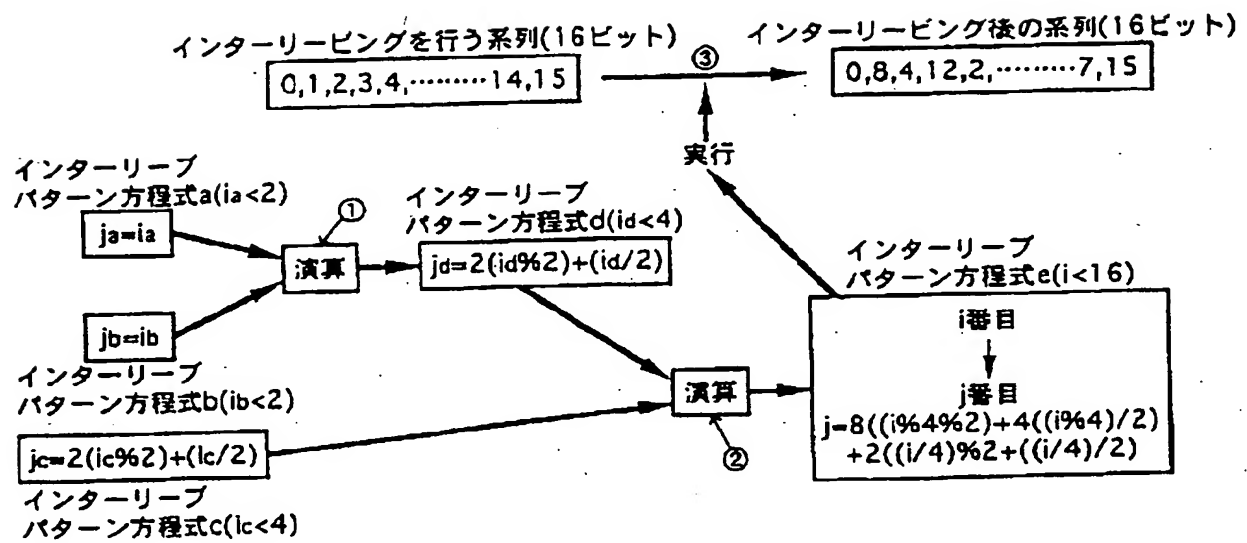 インターリービングを行う系列(16ビット)
0,1,2,3,4,………14,15
③
インターリービング後の系列(16ビット)
0,8,4,12,2,………7,15
実行
インターリーブ
パターン方程式a(ia<2)
ja=ia
①
演算
インターリーブ
パターン方程式d(id<4)
jd=2(id%2)+(id/2)
jb=ib
インターリーブ
パターン方程式b(ib<2)
インターリーブ
パターン方程式e(i<16)
i番目
j番目
j=8((i%4%2)+4((i%4)/2)
+2((i/4)%2+((i/4)/2)
演算
②
jc=2(ic%2)+(lc/2)
インターリーブ
パターン方程式c(ic<4)